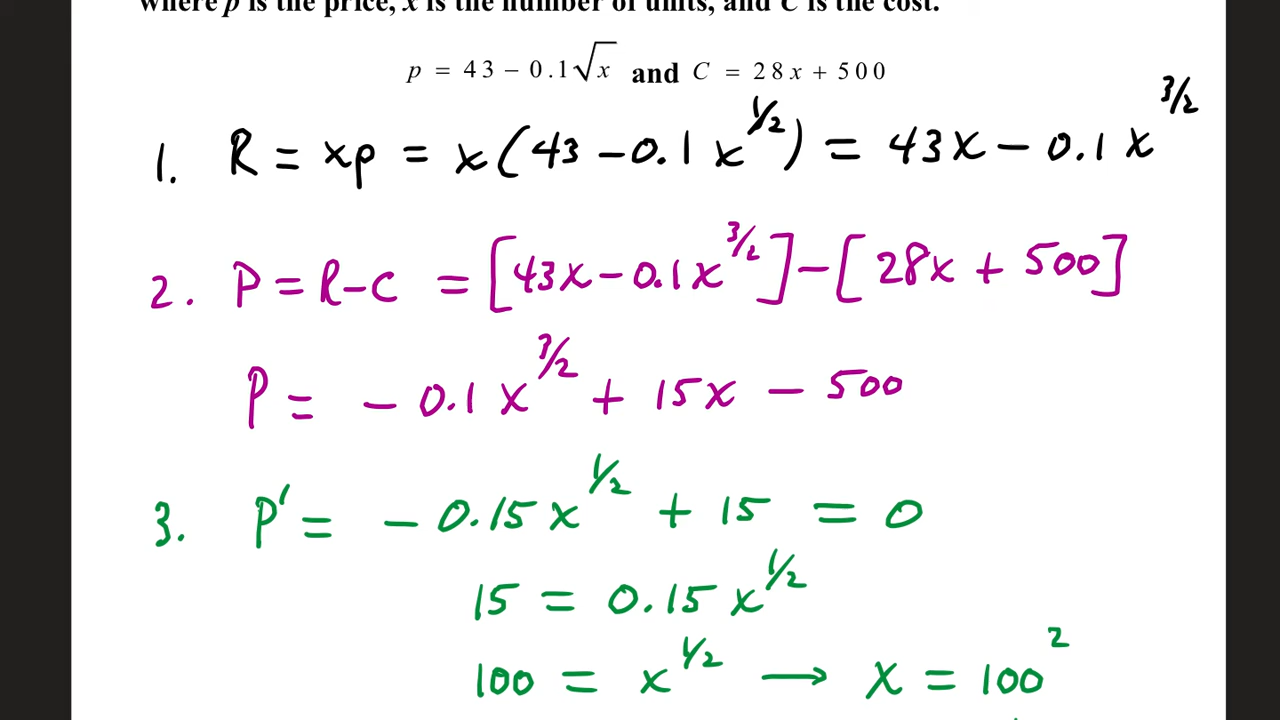 where p is the price, x is the number of units, and C is the cost.
p = 43 − 0.1√x and C = 28x + 500
1. R = xp = x(43 − 0.1x^{1/2}) = 43x − 0.1x^{3/2}
2. P = R − C = [43x − 0.1x^{3/2}] − [28x + 500]
P = − 0.1x^{3/2} + 15x − 500
3. P' = − 0.15x^{1/2} + 15 = 0
15 = 0.15x^{1/2}
100 = x^{1/2} → x = 100^2